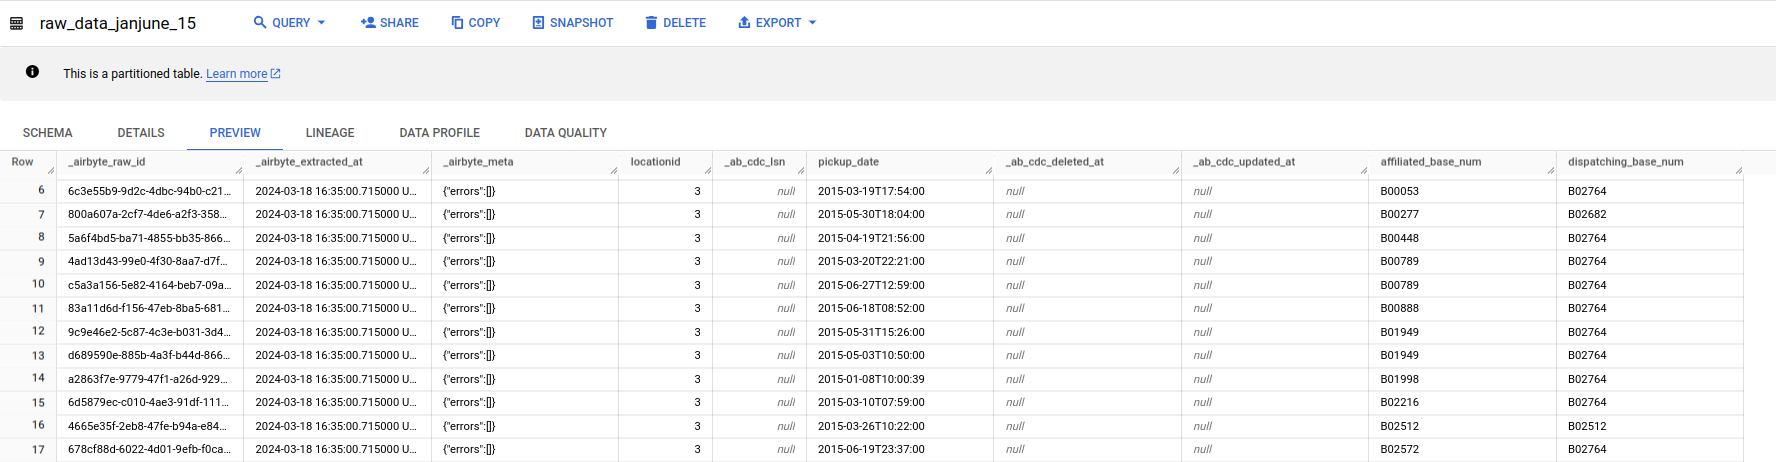 raw_data_janjune_15 QUERY SHARE COPY SNAPSHOT DELETE EXPORT
This is a partitioned table. Learn more
SCHEMA DETAILS PREVIEW LINEAGE DATA PROFILE DATA QUALITY
Row _airbyte_raw_id _airbyte_extracted_at _airbyte_meta locationid _ab_cdc_lsn pickup_date _ab_cdc_deleted_at _ab_cdc_updated_at affiliated_base_num dispatching_base_num
6 6c3e55b9-9d2c-4dbc-94b0-c21... 2024-03-18 16:35:00.715000 U... {"errors":[]} 3 null 2015-03-19T17:54:00 null null B00053 B02764
7 800a607a-2cf7-4de6-a2f3-358... 2024-03-18 16:35:00.715000 U... {"errors":[]} 3 null 2015-05-30T18:04:00 null null B00277 B02682
8 5a6f4bd5-ba71-4855-bb35-866... 2024-03-18 16:35:00.715000 U... {"errors":[]} 3 null 2015-04-19T21:56:00 null null B00448 B02764
9 4ad13d43-99e0-4f30-8aa7-d7f... 2024-03-18 16:35:00.715000 U... {"errors":[]} 3 null 2015-03-20T22:21:00 null null B00789 B02764
10 c5a3a156-5e82-4164-beb7-09a... 2024-03-18 16:35:00.715000 U... {"errors":[]} 3 null 2015-06-27T12:59:00 null null B00789 B02764
11 83a11d6d-f156-47eb-8ba5-681... 2024-03-18 16:35:00.715000 U... {"errors":[]} 3 null 2015-06-18T08:52:00 null null B00888 B02764
12 9c9e46e2-5c87-4c3e-b031-3d4... 2024-03-18 16:35:00.715000 U... {"errors":[]} 3 null 2015-05-31T15:26:00 null null B01949 B02764
13 d689590e-885b-4a3f-b44d-866... 2024-03-18 16:35:00.715000 U... {"errors":[]} 3 null 2015-05-03T10:50:00 null null B01949 B02764
14 a2863f7e-9779-47f1-a26d-929... 2024-03-18 16:35:00.715000 U... {"errors":[]} 3 null 2015-01-08T10:00:39 null null B01998 B02764
15 6d5879ec-c010-4ae3-91df-111... 2024-03-18 16:35:00.715000 U... {"errors":[]} 3 null 2015-03-10T07:59:00 null null B02216 B02764
16 4665e35f-2eb8-47fe-b94a-e84... 2024-03-18 16:35:00.715000 U... {"errors":[]} 3 null 2015-03-26T10:22:00 null null B02512 B02512
17 678cf88d-6022-4d01-9efb-f0ca... 2024-03-18 16:35:00.715000 U... {"errors":[]} 3 null 2015-06-19T23:37:00 null null B02572 B02764